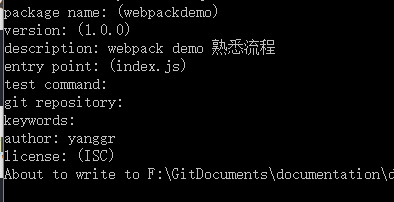 package name: (webpackdemo)
version: (1.0.0)
description: webpack demo 熟悉流程
entry point: (index.js)
test command:
git repository:
keywords:
author: yanggr
license: (ISC)
About to write to F:\GitDocuments\documentation\d